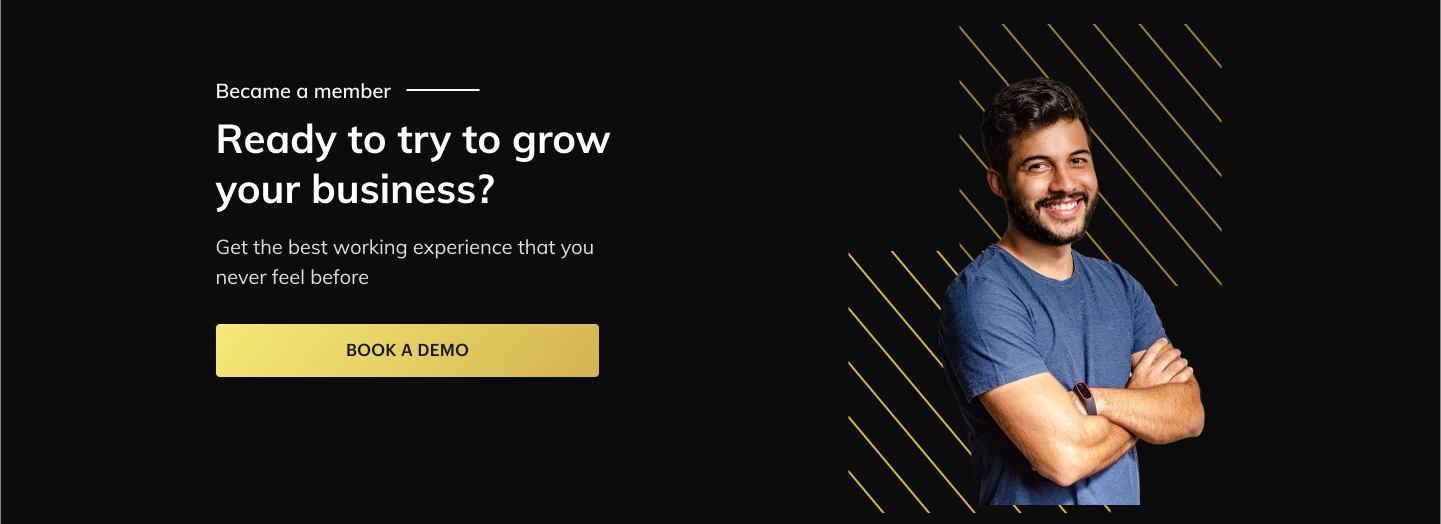 Became a member
Ready to try to grow
your business?
Get the best working experience that you
never feel before
BOOK A DEMO